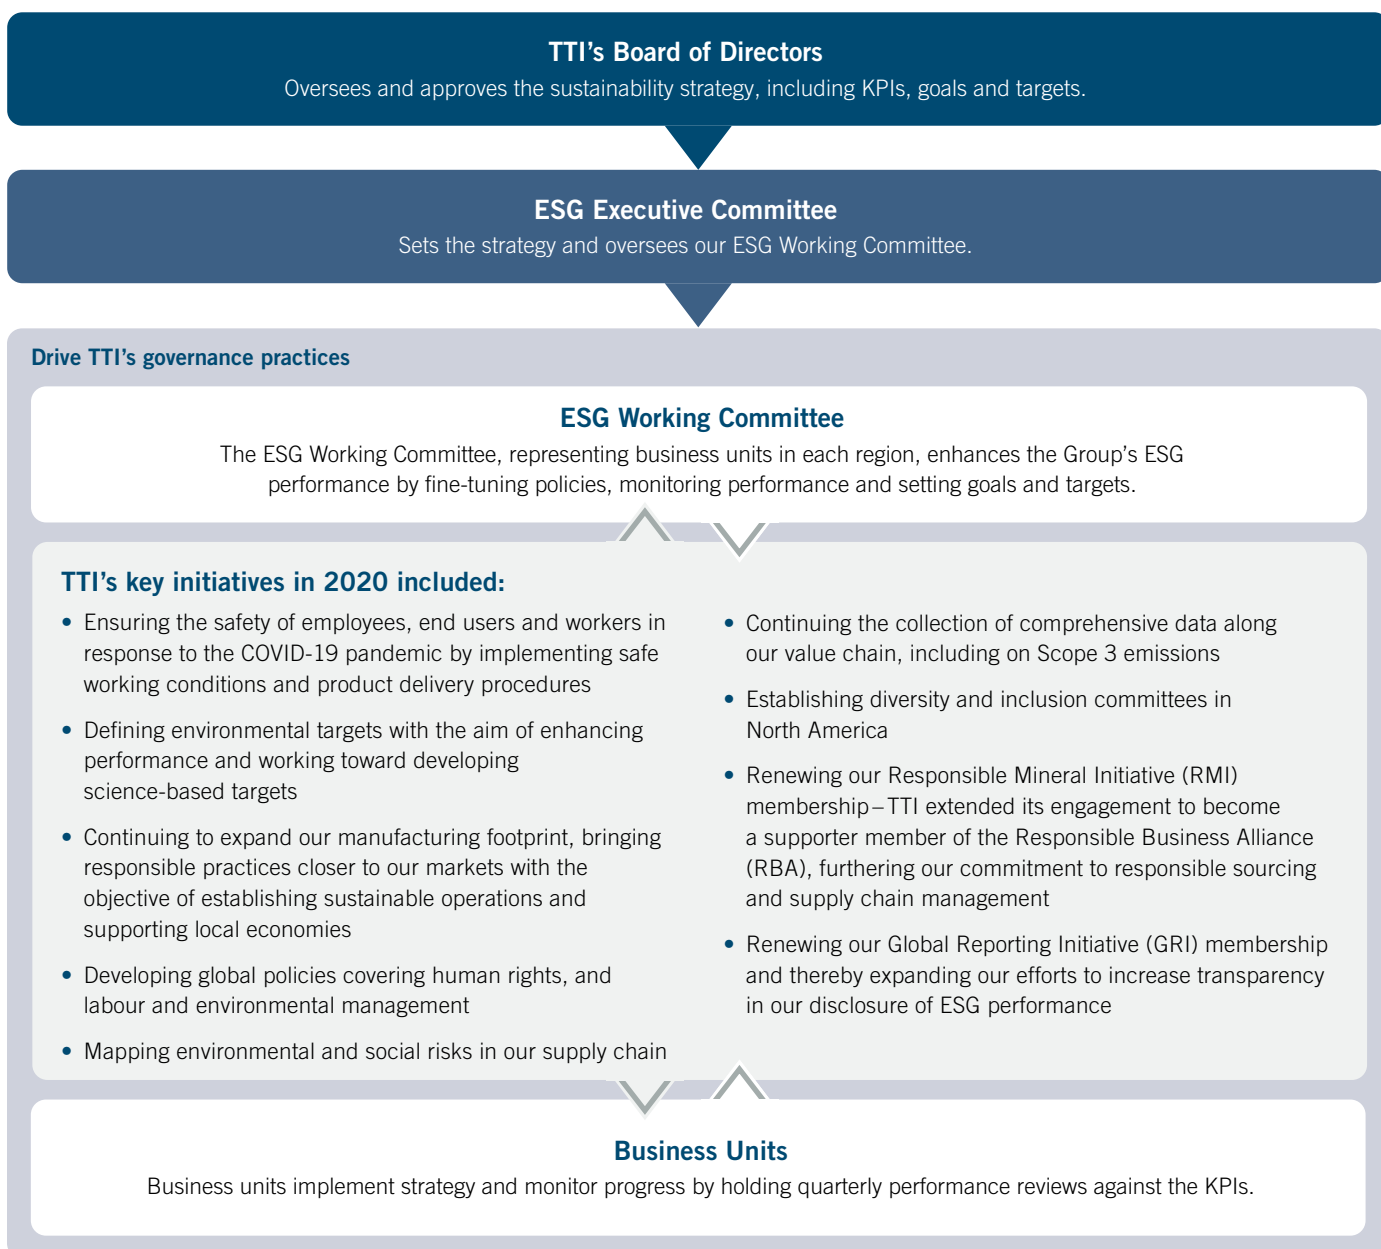 TTI's Board of Directors
Oversees and approves the sustainability strategy, including KPIs, goals and targets.
ESG Executive Committee
Sets the strategy and oversees our ESG Working Committee.
Drive TTI's governance practices
ESG Working Committee
The ESG Working Committee, representing business units in each region, enhances the Group's ESG
performance by fine-tuning policies, monitoring performance and setting goals and targets.
TTI's key initiatives in 2020 included:
• Ensuring the safety of employees, end users and workers in
response to the COVID-19 pandemic by implementing safe
working conditions and product delivery procedures
• Defining environmental targets with the aim of enhancing
performance and working toward developing
science-based targets
• Continuing to expand our manufacturing footprint, bringing
responsible practices closer to our markets with the
objective of establishing sustainable operations and
supporting local economies
• Developing global policies covering human rights, and
labour and environmental management
• Mapping environmental and social risks in our supply chain
• Continuing the collection of comprehensive data along
our value chain, including on Scope 3 emissions
• Establishing diversity and inclusion committees in
North America
• Renewing our Responsible Mineral Initiative (RMI)
membership – TTI extended its engagement to become
a supporter member of the Responsible Business Alliance
(RBA), furthering our commitment to responsible sourcing
and supply chain management
• Renewing our Global Reporting Initiative (GRI) membership
and thereby expanding our efforts to increase transparency
in our disclosure of ESG performance
Business Units
Business units implement strategy and monitor progress by holding quarterly performance reviews against the KPIs.